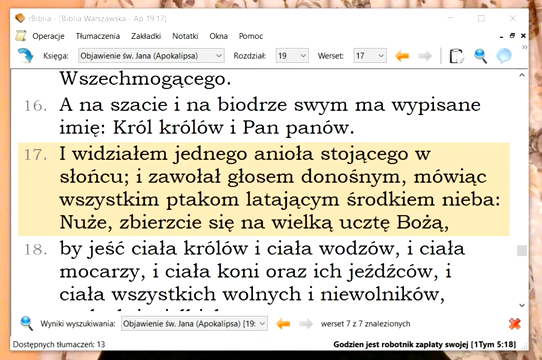 rBiblia - [Biblia Warszawska - Ap 19:17]
Operacje Tłumaczenia Zakładki Notatki Okna Pomoc
Księga: Objawienie św. Jana (Apokalipsa) Rozdział: 19 Werset: 17
Wszechmogącego.
16. A na szacie i na biodrze swym ma wypisane
imię: Król królów i Pan panów.
17. I widziałem jednego anioła stojącego w
słońcu; i zawołał głosem donośnym, mówiąc
wszystkim ptakom latającym środkiem nieba:
Nuże, zbierzcie się na wielką ucztę Bożą,
18. by jeść ciała królów i ciała wodzów, i ciała
mocarzy, i ciała koni oraz ich jeźdźców, i
ciała wszystkich wolnych i niewolników,
Wyniki wyszukiwania: Objawienie św. Jana (Apokalipsa) [19: werset 7 z 7 znalezionych
Dostępnych tłumaczeń: 13 Godzien jest robotnik zapłaty swojej [1Tym 5:18]